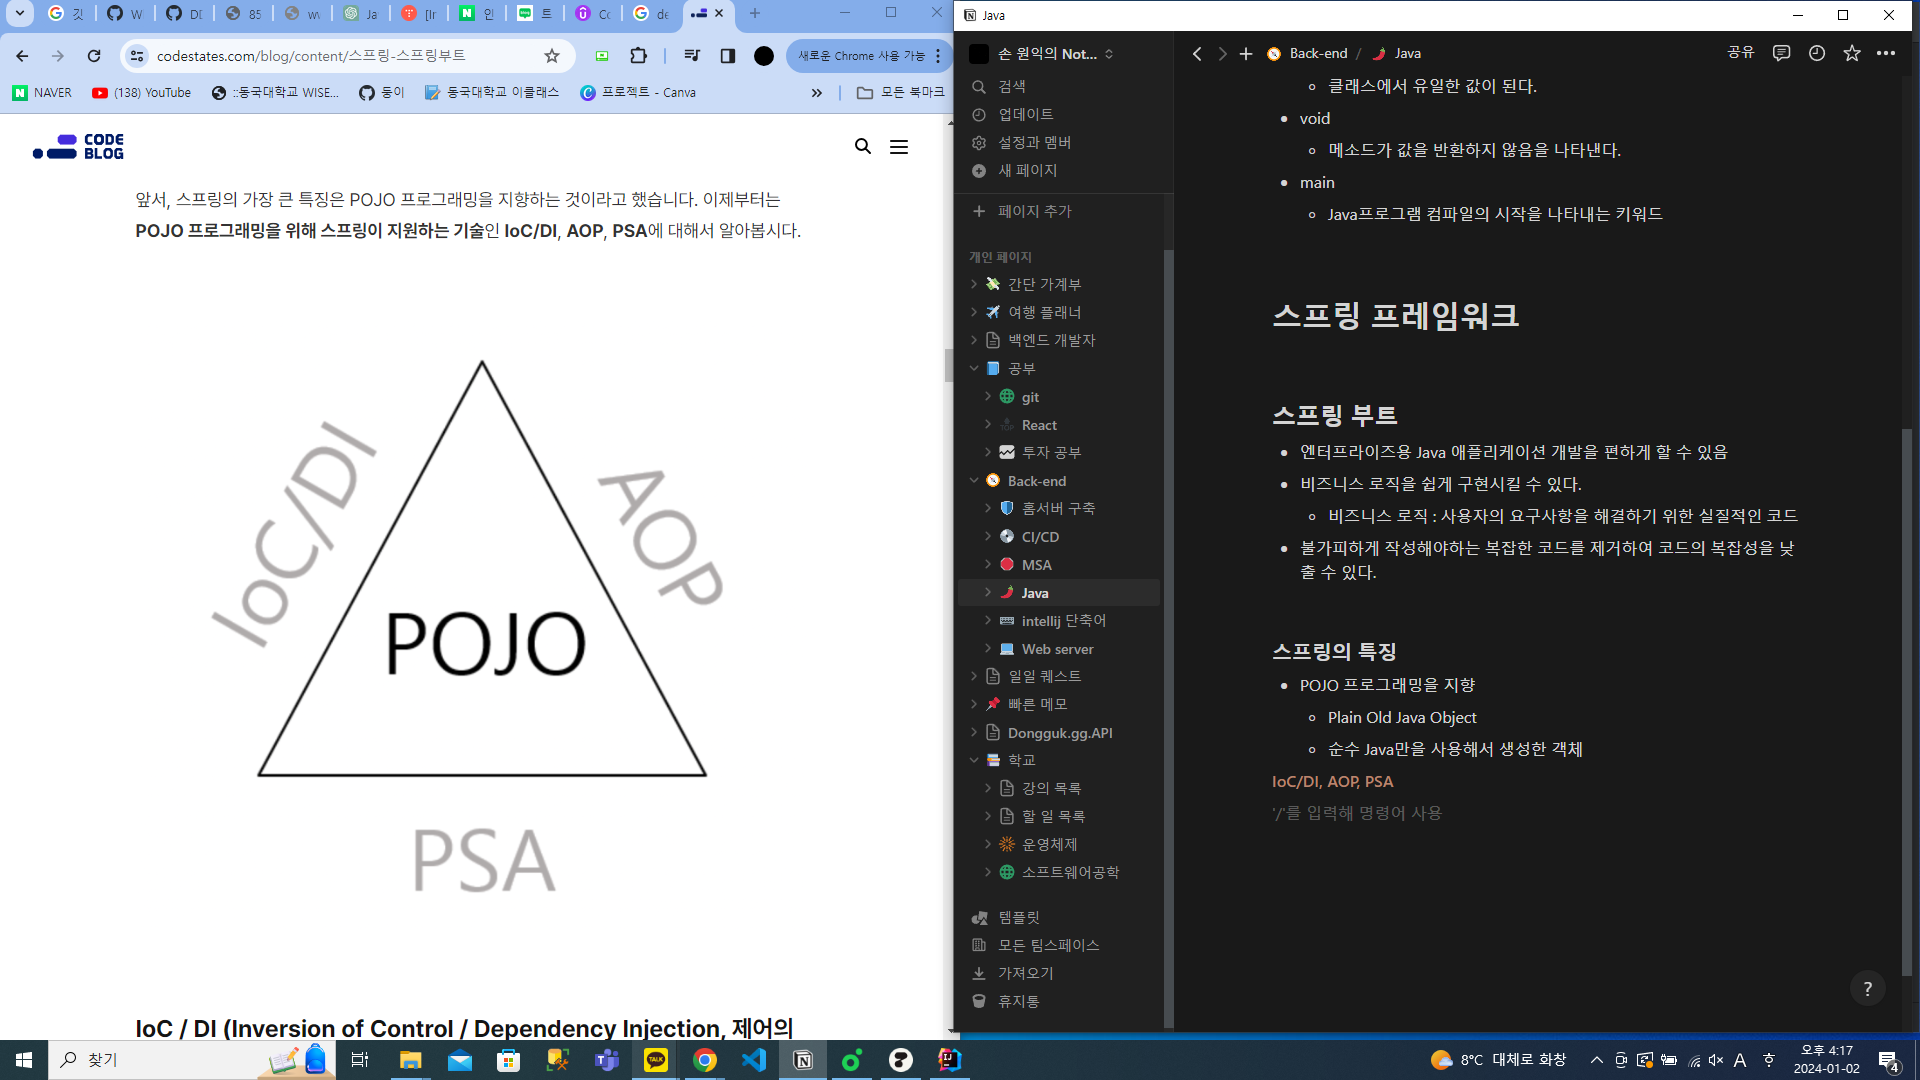 깃
W
DI
85
w
Ja
[Ir
인
트
Co
de
codestates.com/blog/content/스프링-스프링부트
새로운 Chrome 사용 가능
NAVER
(138) YouTube
::동국대학교 WISE...
동이
동국대학교 이클래스
프로젝트 - Canva
모든 북마크
CODE
BLOG
앞서, 스프링의 가장 큰 특징은 POJO 프로그래밍을 지향하는 것이라고 했습니다. 이제부터는
POJO 프로그래밍을 위해 스프링이 지원하는 기술인 IoC/DI, AOP, PSA에 대해서 알아봅시다.
IoC/DI
AOP
POJO
PSA
IoC / DI (Inversion of Control / Dependency Injection, 제어의
Java
손 원익의 Not...
검색
업데이트
설정과 멤버
새 페이지
페이지 추가
개인 페이지
간단 가계부
여행 플래너
백엔드 개발자
공부
git
React
투자 공부
Back-end
홈서버 구축
CI/CD
MSA
Java
intellij 단축어
Web server
일일 퀘스트
빠른 메모
Dongguk.gg.API
학교
강의 목록
할 일 목록
운영체제
소프트웨어공학
템플릿
모든 팀스페이스
가져오기
휴지통
Back-end / Java
공유
클래스에서 유일한 값이 된다.
void
메소드가 값을 반환하지 않음을 나타낸다.
main
Java프로그램 컴파일의 시작을 나타내는 키워드
스프링 프레임워크
스프링 부트
엔터프라이즈용 Java 애플리케이션 개발을 편하게 할 수 있음
비즈니스 로직을 쉽게 구현시킬 수 있다.
비즈니스 로직 : 사용자의 요구사항을 해결하기 위한 실질적인 코드
불가피하게 작성해야하는 복잡한 코드를 제거하여 코드의 복잡성을 낮
출 수 있다.
스프링의 특징
POJO 프로그래밍을 지향
Plain Old Java Object
순수 Java만을 사용해서 생성한 객체
IoC/DI, AOP, PSA
'/'를 입력해 명령어 사용
?
찾기
TALK
8°C 대체로 화창
A
오후 4:17
2024-01-02
4